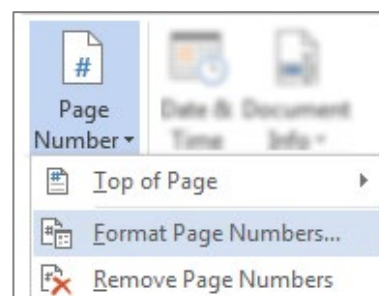 #
Page
Number
Date & Document
Time Info
Top of Page
Format Page Numbers...
Remove Page Numbers